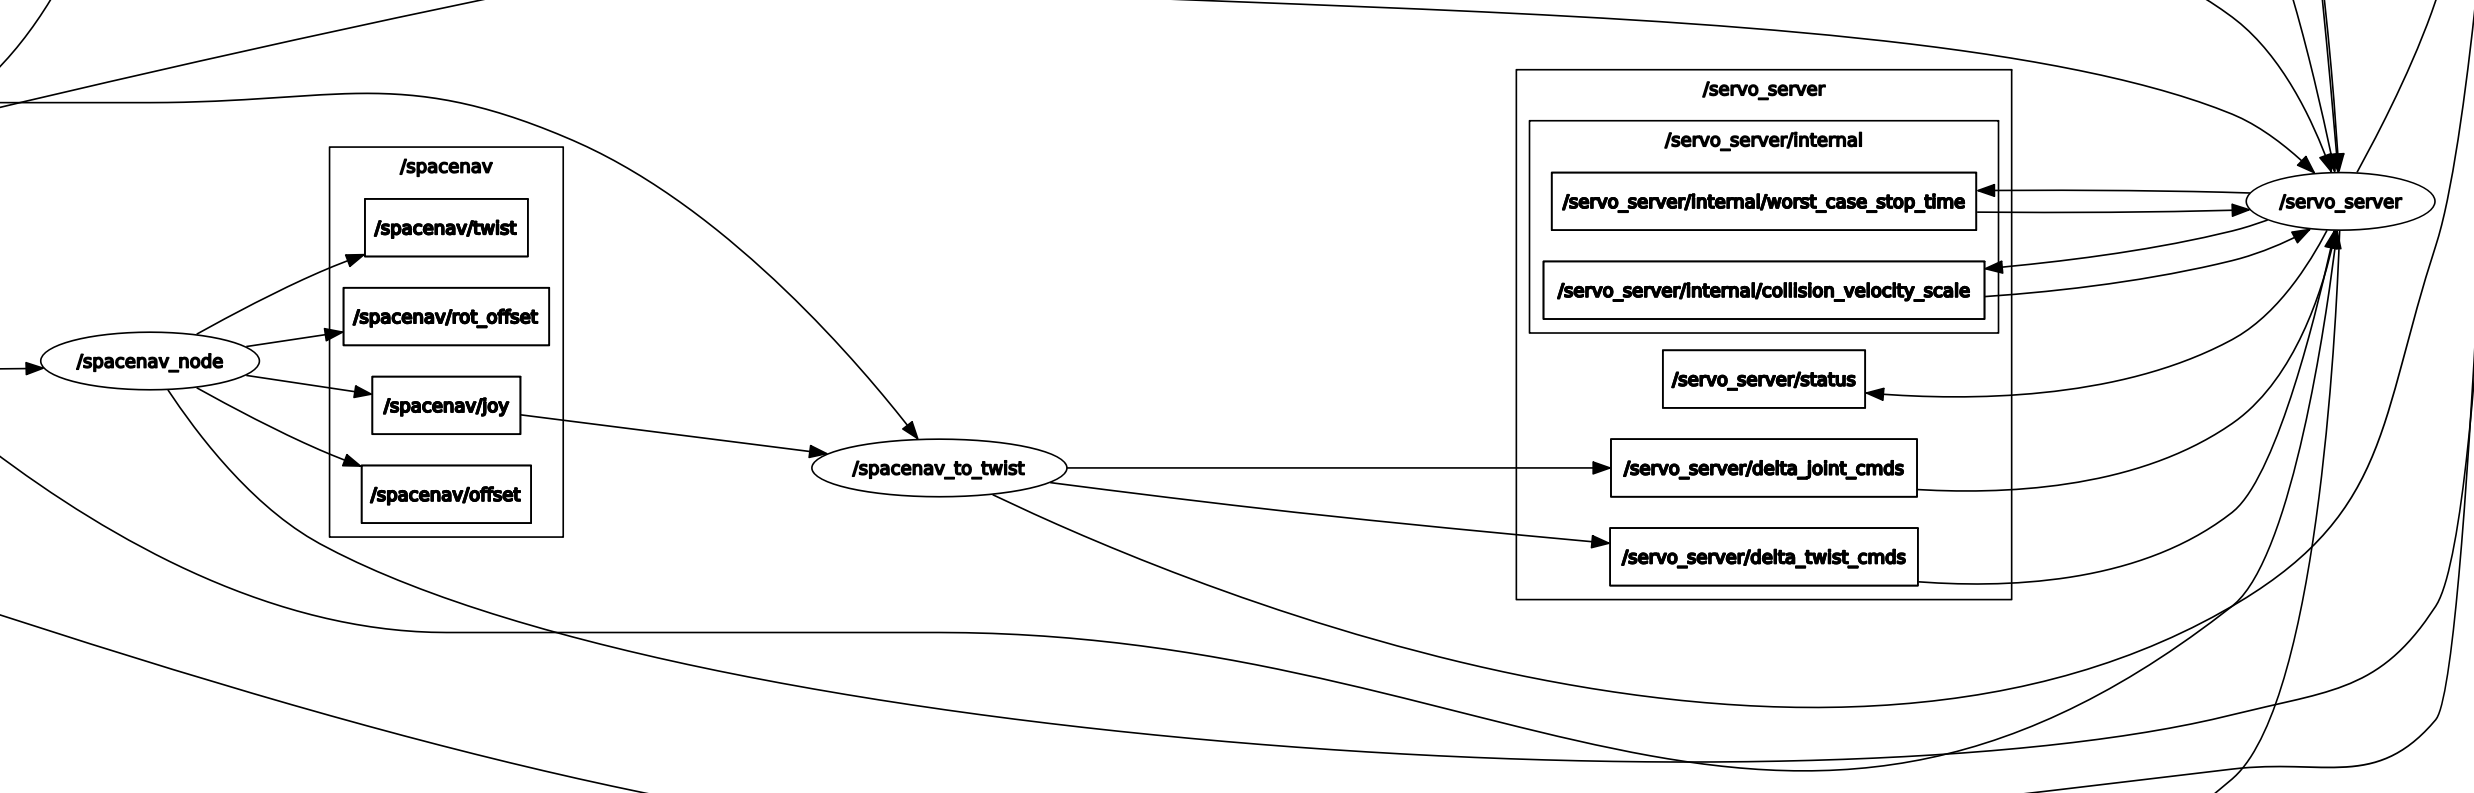 /servo_server
/servo_server/internal
/spacenav
/servo_server/internal/worst_case_stop_time
/servo_server
/spacenav/twist
/servo_server/internal/collision_velocity_scale
/spacenav/rot_offset
/spacenav_node
/servo_server/status
/spacenav/joy
/spacenav_to_twist
/servo_server/delta_joint_cmds
/spacenav/offset
/servo_server/delta_twist_cmds